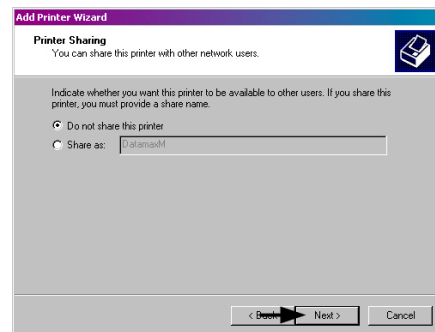 Add Printer Wizard
Printer Sharing
You can share this printer with other network users.
Indicate whether you want this printer to be available to other users. If you share this
printer, you must provide a share name.
Do not share this printer
Share as: DatamaxM
< Back Next > Cancel